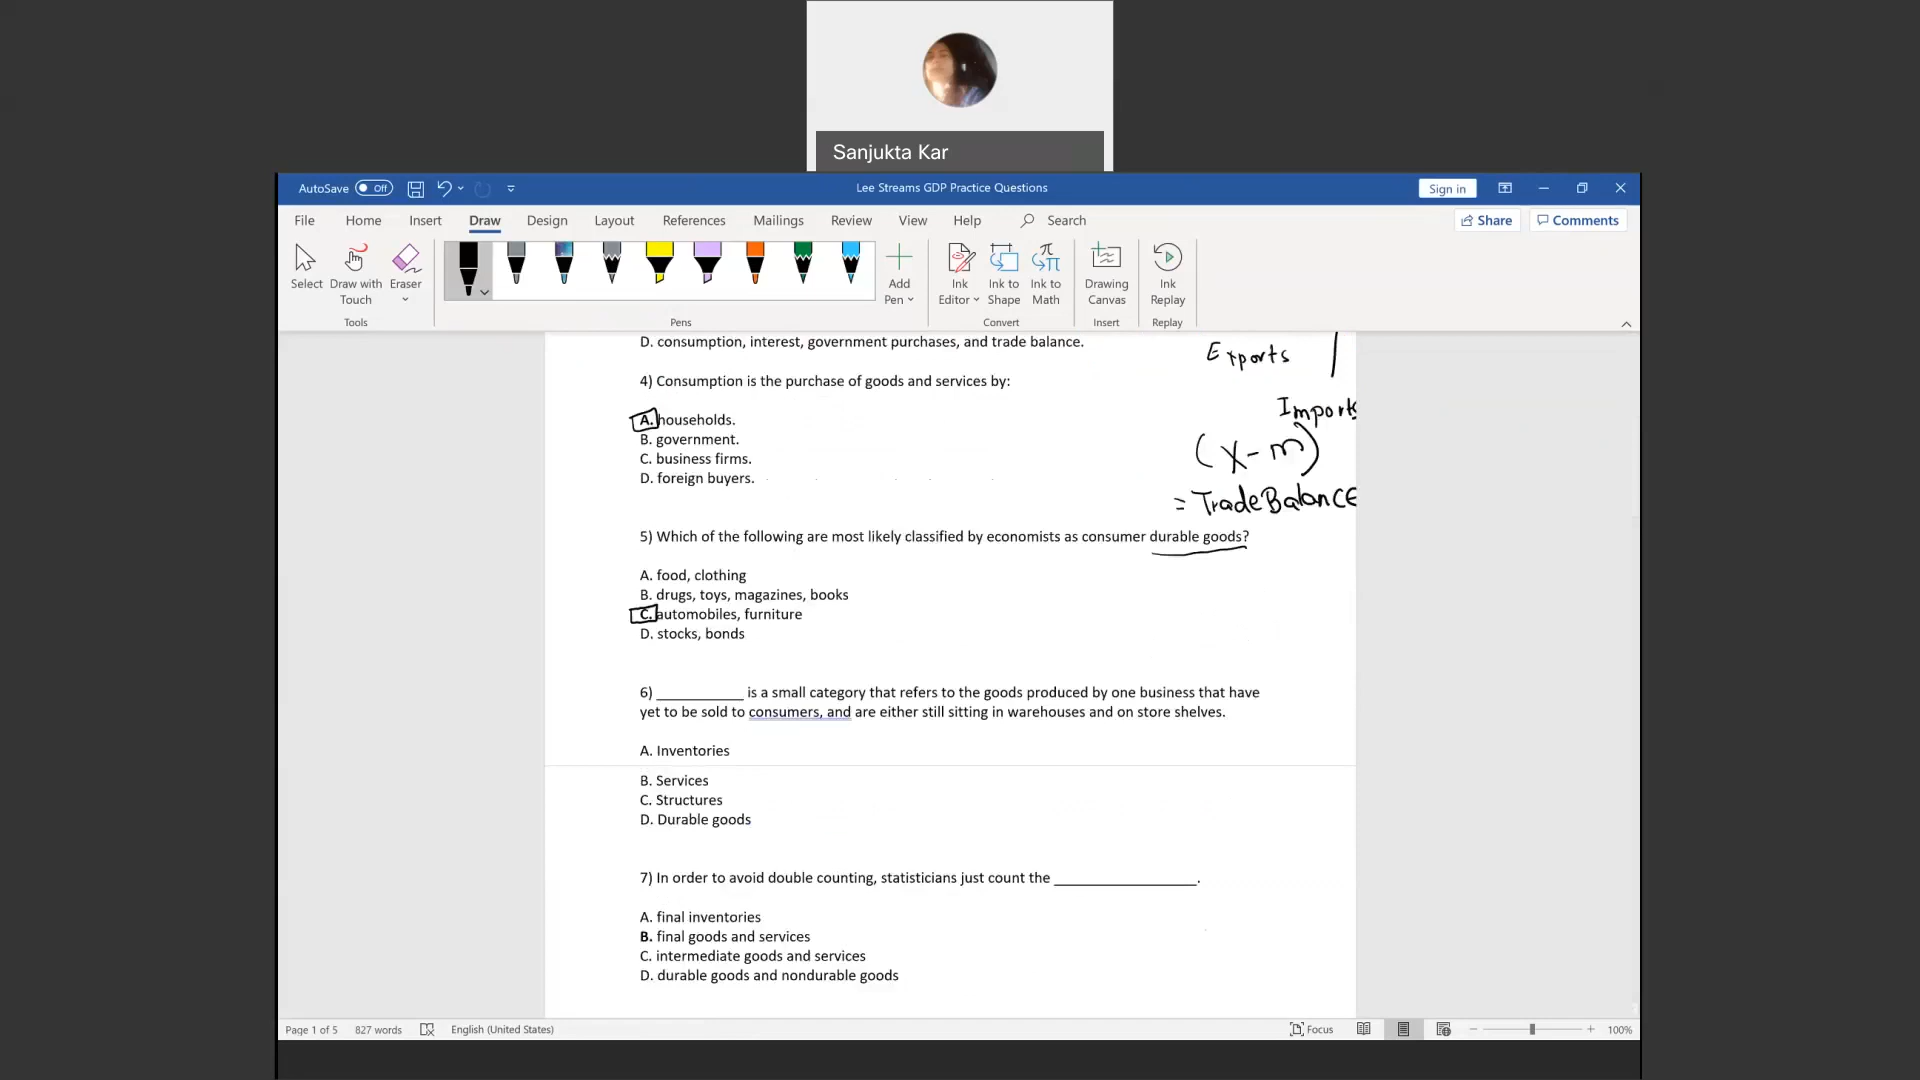 Sanjukta Kar
AutoSave Off
Lee Streams GDP Practice Questions
Sign in
File Home Insert Draw Design Layout References Mailings Review View Help Search
Share Comments
Select Draw with Touch Eraser
Add Pen
Ink Editor Ink to Shape Ink to Math
Drawing Canvas
Ink Replay
Tools Pens Convert Insert Replay
D. consumption, interest, government purchases, and trade balance.
Exports
4) Consumption is the purchase of goods and services by:
Imports
A. households.
B. government.
(X-m)
C. business firms.
D. foreign buyers.
= Trade Balance
5) Which of the following are most likely classified by economists as consumer durable goods?
A. food, clothing
B. drugs, toys, magazines, books
C. automobiles, furniture
D. stocks, bonds
6) ____________ is a small category that refers to the goods produced by one business that have
yet to be sold to consumers, and are either still sitting in warehouses and on store shelves.
A. Inventories
B. Services
C. Structures
D. Durable goods
7) In order to avoid double counting, statisticians just count the ____________________.
A. final inventories
B. final goods and services
C. intermediate goods and services
D. durable goods and nondurable goods
Page 1 of 5 827 words English (United States) Focus 100%